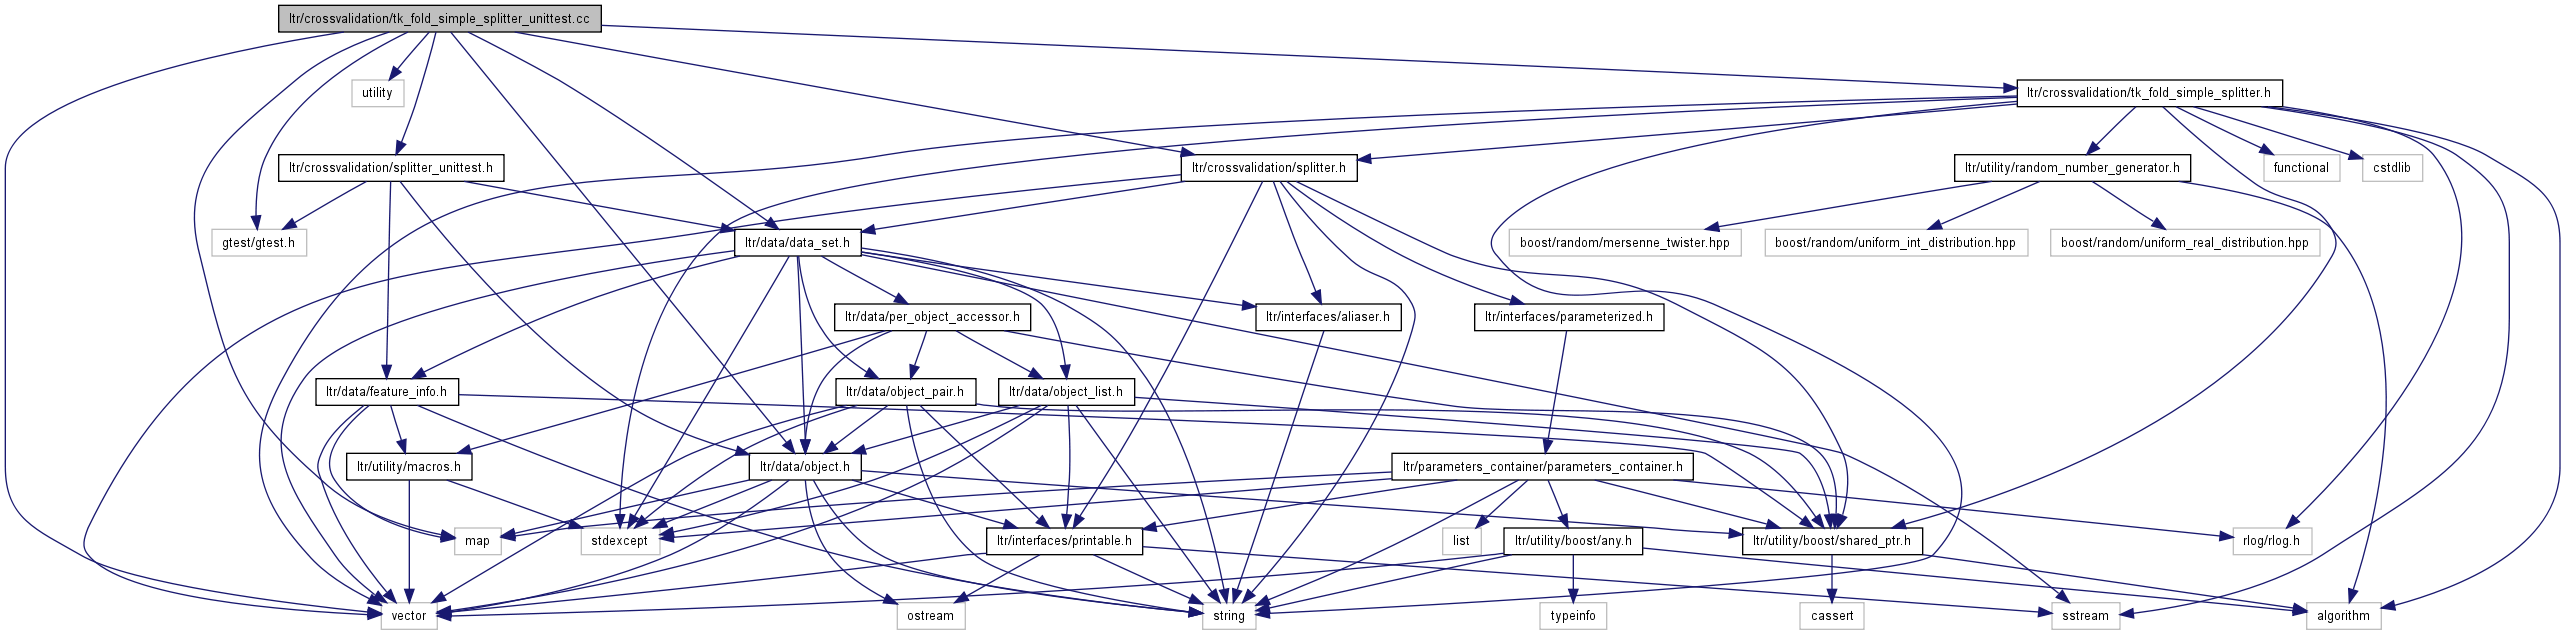 ltr/crossvalidation/tk_fold_simple_splitter_unittest.cc
utility
ltr/crossvalidation/tk_fold_simple_splitter.h
ltr/crossvalidation/splitter_unittest.h
ltr/crossvalidation/splitter.h
ltr/utility/random_number_generator.h
functional
cstdlib
gtest/gtest.h
ltr/data/data_set.h
boost/random/mersenne_twister.hpp
boost/random/uniform_int_distribution.hpp
boost/random/uniform_real_distribution.hpp
ltr/data/per_object_accessor.h
ltr/interfaces/aliaser.h
ltr/interfaces/parameterized.h
ltr/data/feature_info.h
ltr/data/object_pair.h
ltr/data/object_list.h
ltr/utility/macros.h
ltr/data/object.h
ltr/parameters_container/parameters_container.h
map
stdexcept
ltr/interfaces/printable.h
list
ltr/utility/boost/any.h
ltr/utility/boost/shared_ptr.h
rlog/rlog.h
vector
ostream
string
typeinfo
cassert
sstream
algorithm